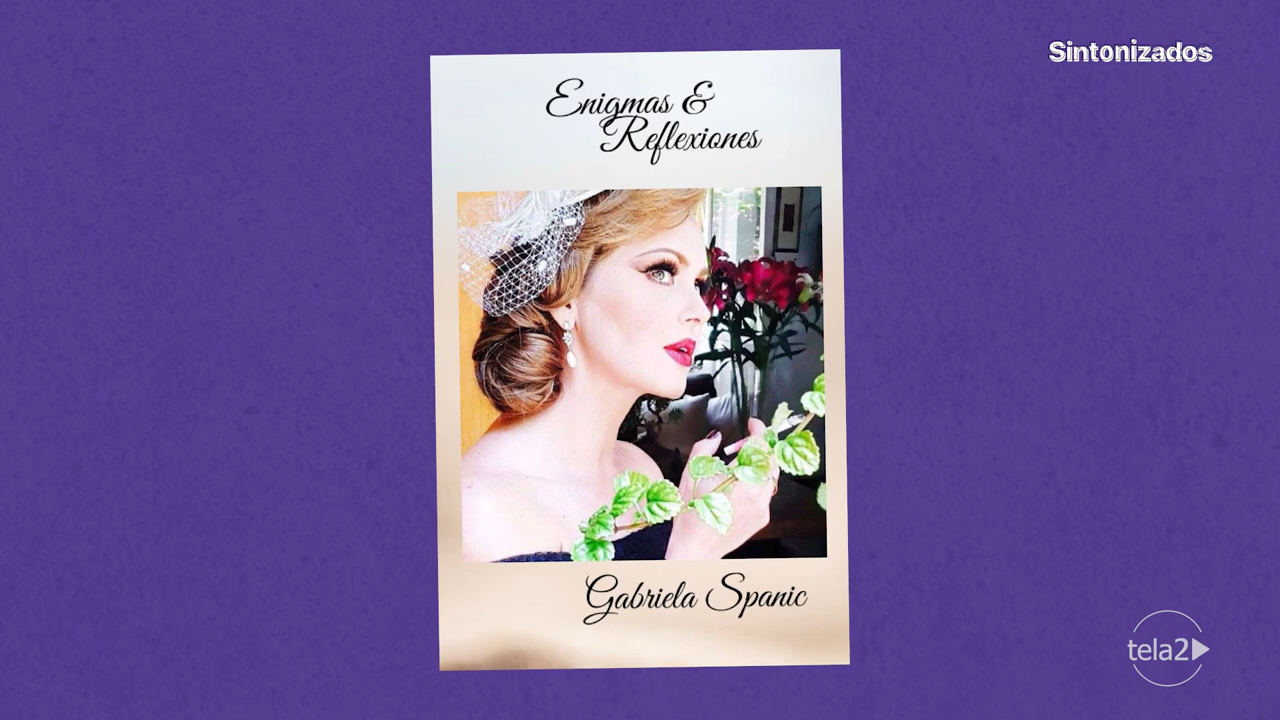 Sintonizados
Enigmas &
Reflexiones
Gabriela Spanic
tela2